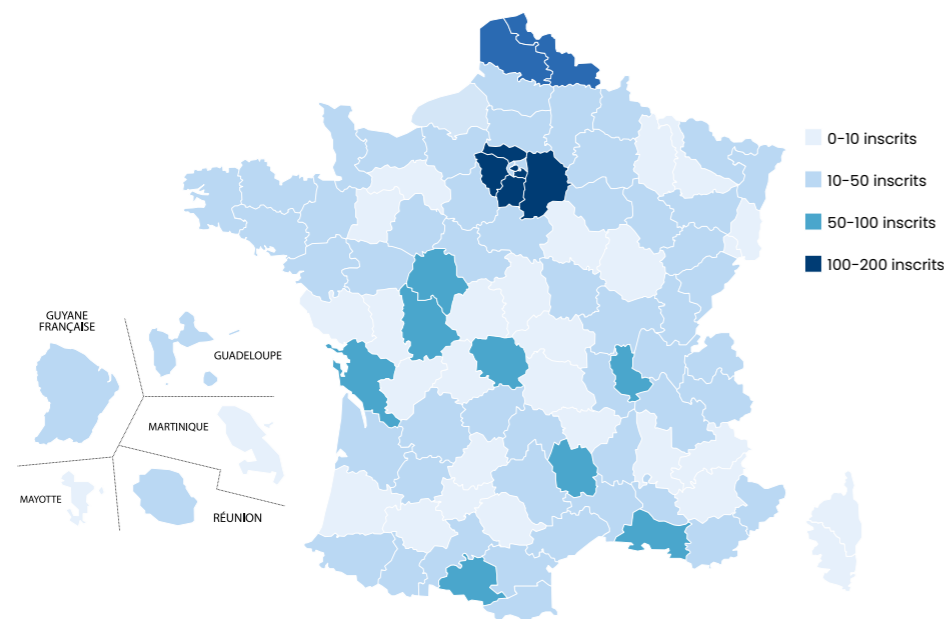 0-10 inscrits
10-50 inscrits
50-100 inscrits
100-200 inscrits
GUYANE
FRANÇAISE
GUADELOUPE
MARTINIQUE
MAYOTTE
RÉUNION